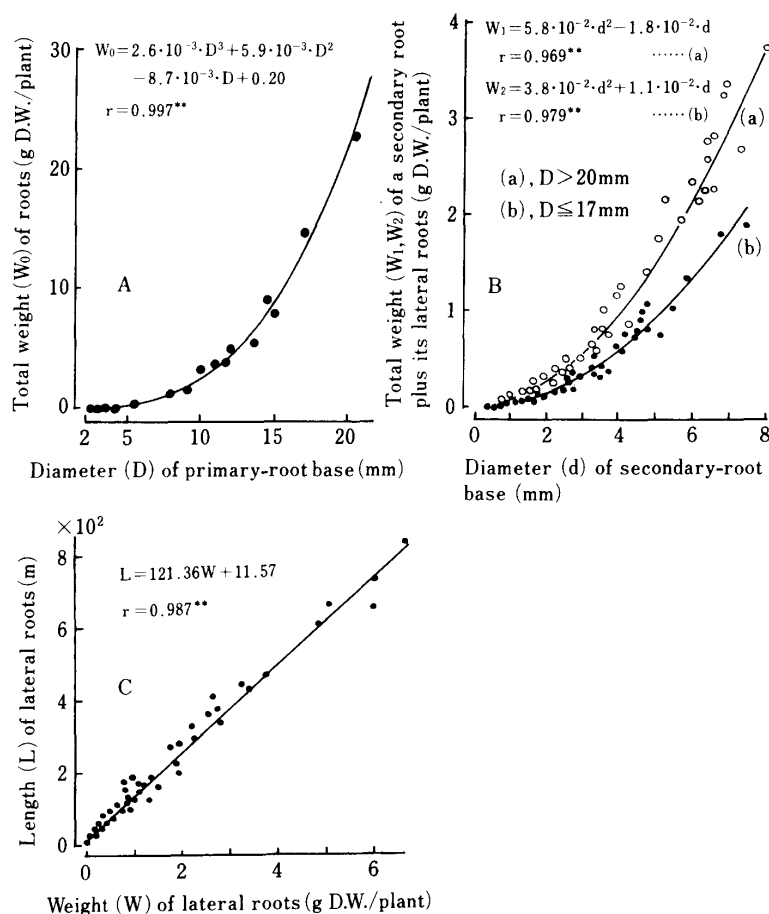 Total weight (W₀) of roots (g D.W./plant)
30
20
10
0
W₀=2.6·10⁻³·D³+5.9·10⁻³·D²
−8.7·10⁻³·D+0.20
r=0.997**
A
2 5 10 15 20
Diameter (D) of primary-root base (mm)
Total weight (W₁,W₂) of a secondary root
plus its lateral roots (g D.W./plant)
4
3
2
1
0
W₁=5.8·10⁻²·d²−1.8·10⁻²·d
r=0.969** ······(a)
W₂=3.8·10⁻²·d²+1.1·10⁻²·d
r=0.979** ······(b)
(a)
(a), D>20mm
(b), D≦17mm
(b)
B
0 2 4 6 8
Diameter (d) of secondary-root
base (mm)
×10²
Length (L) of lateral roots (m)
8
6
4
2
0
L=121.36W+11.57
r=0.987**
C
0 2 4 6
Weight (W) of lateral roots (g D.W./plant)